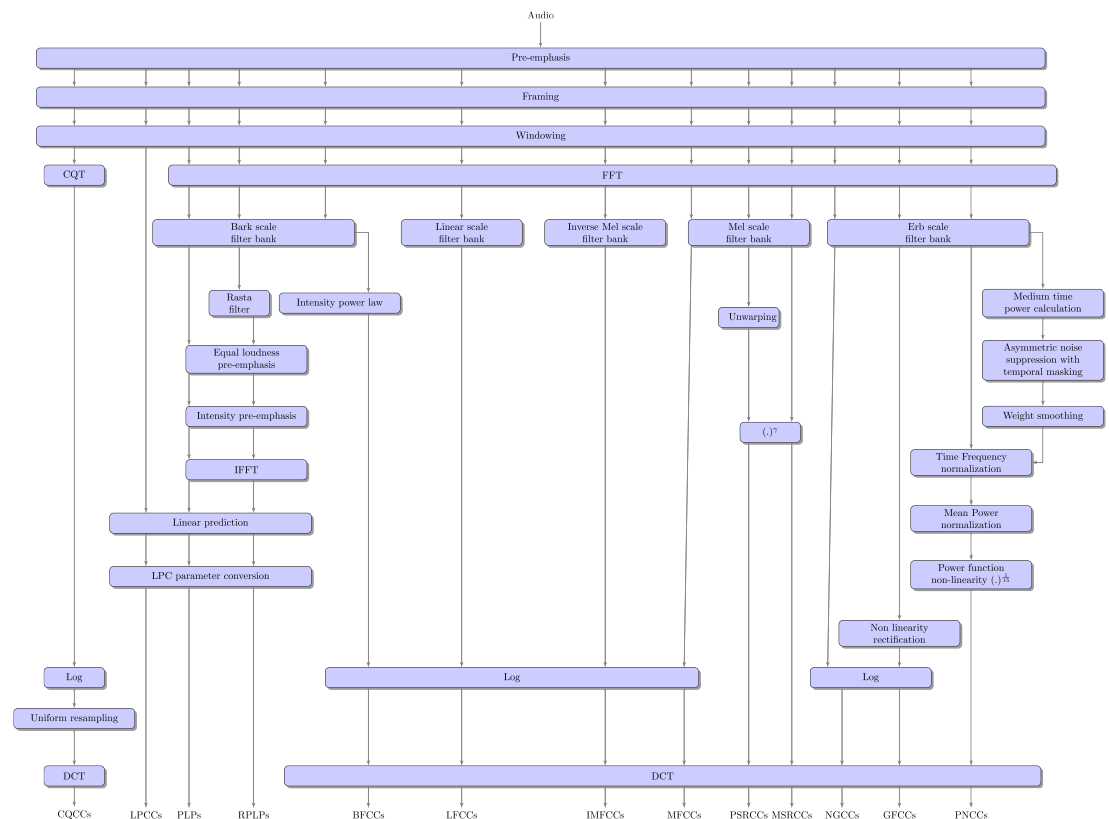 Audio
Pre-emphasis
Framing
Windowing
CQT
FFT
Bark scale
filter bank
Linear scale
filter bank
Inverse Mel scale
filter bank
Mel scale
filter bank
Erb scale
filter bank
Rasta
filter
Intensity power law
Medium time
power calculation
Unwarping
Equal loudness
pre-emphasis
Asymmetric noise
suppression with
temporal masking
Intensity pre-emphasis
Weight smoothing
(.)^γ
IFFT
Time Frequency
normalization
Linear prediction
Mean Power
normalization
LPC parameter conversion
Power function
non-linearity (.)^{1/15}
Non linearity
rectification
Log
Log
Log
Uniform resampling
DCT
DCT
CQCCs
LPCCs
PLPs
RPLPs
BFCCs
LFCCs
IMFCCs
MFCCs
PSRCCs
MSRCCs
NGCCs
GFCCs
PNCCs